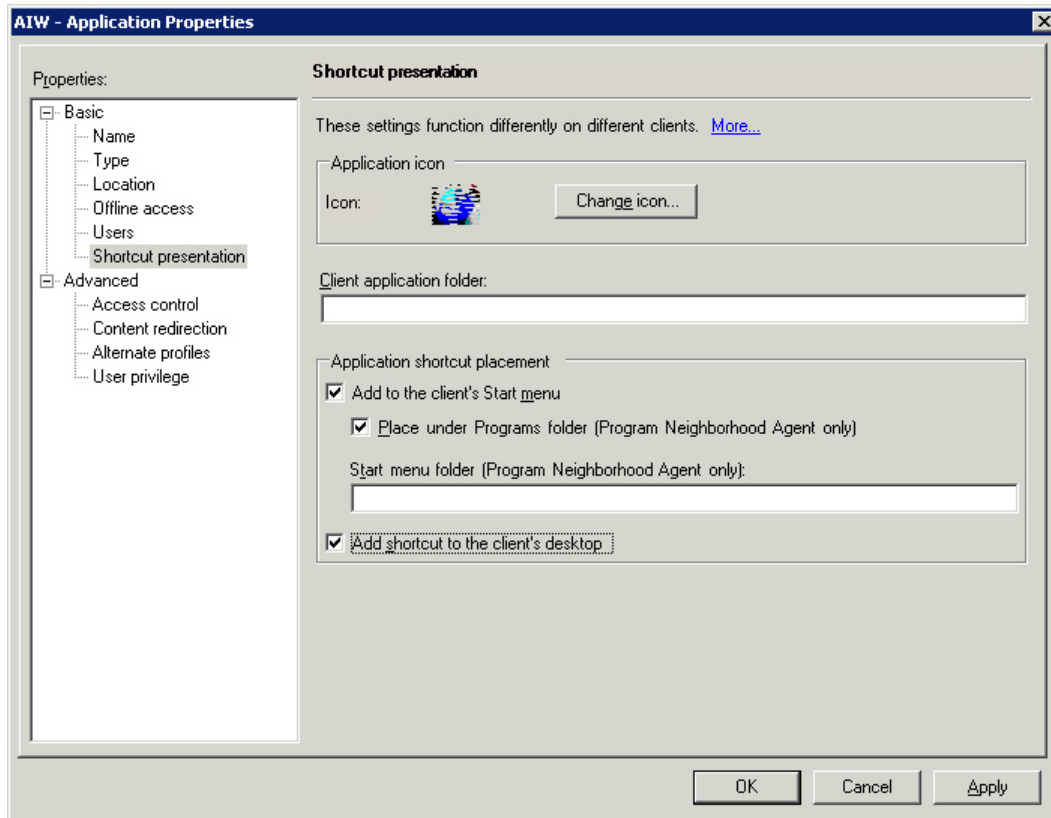 AIW - Application Properties
Properties:
Basic
Name
Type
Location
Offline access
Users
Shortcut presentation
Advanced
Access control
Content redirection
Alternate profiles
User privilege
Shortcut presentation
These settings function differently on different clients. More...
Application icon
Icon:
Change icon...
Client application folder:
Application shortcut placement
Add to the client's Start menu
Place under Programs folder (Program Neighborhood Agent only)
Start menu folder (Program Neighborhood Agent only):
Add shortcut to the client's desktop
OK Cancel Apply